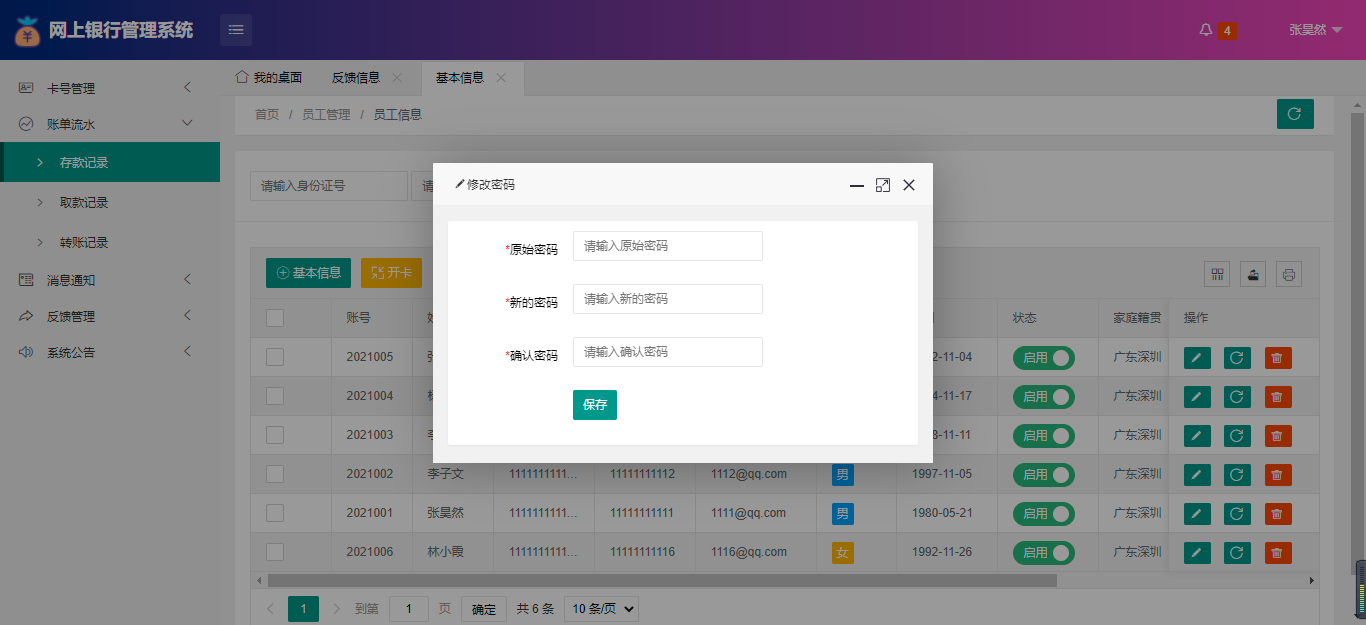 ¥ 网上银行管理系统
4
张昊然
卡号管理
账单流水
存款记录
取款记录
转账记录
消息通知
反馈管理
系统公告
我的桌面 反馈信息 基本信息
首页 / 员工管理 / 员工信息
请输入身份证号 请
修改密码
*原始密码 请输入原始密码
*新的密码 请输入新的密码
*确认密码 请输入确认密码
保存
基本信息 开卡
账号 状态 家庭籍贯 操作
2021005 2-11-04 启用 广东深圳
2021004 4-11-17 启用 广东深圳
2021003 8-11-11 启用 广东深圳
2021002 李子文 1111111111... 11111111112 1112@qq.com 男 1997-11-05 启用 广东深圳
2021001 张昊然 1111111111... 11111111111 1111@qq.com 男 1980-05-21 启用 广东深圳
2021006 林小霞 1111111111... 11111111116 1116@qq.com 女 1992-11-26 启用 广东深圳
1 到第 1 页 确定 共 6 条 10 条/页